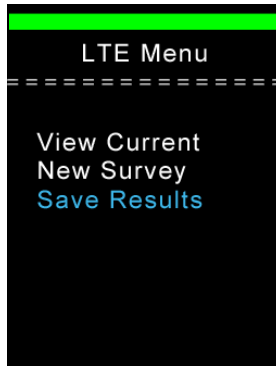 LTE Menu
===============
View Current
New Survey
Save Results